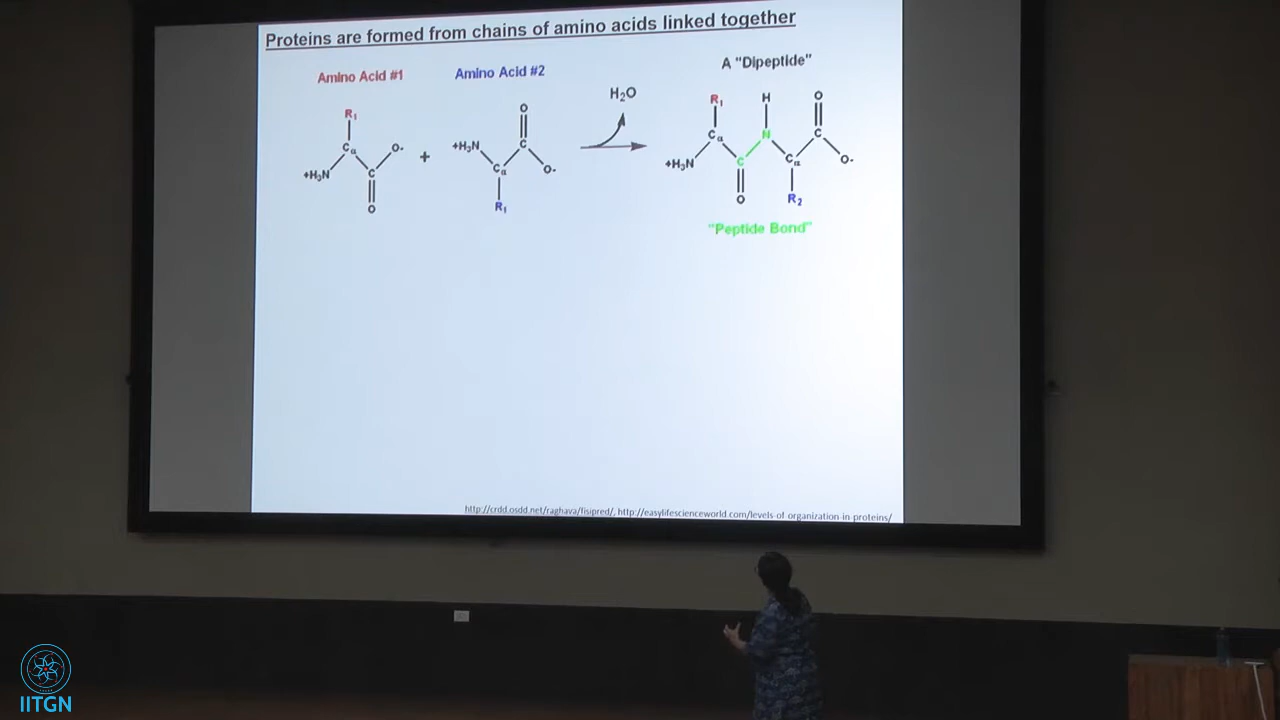 Proteins are formed from chains of amino acids linked together
Amino Acid #1
Amino Acid #2
A "Dipeptide"
R₁
Cα
+H₃N
C
O-
O
+
+H₃N
Cα
R₁
C
O
O-
H₂O
R₁
Cα
+H₃N
C
O
N
H
Cα
R₂
C
O
O-
"Peptide Bond"
http://crdd.osdd.net/raghava/fisipred/, http://easylifescienceworld.com/levels-of-organization-in-proteins/
IITGN